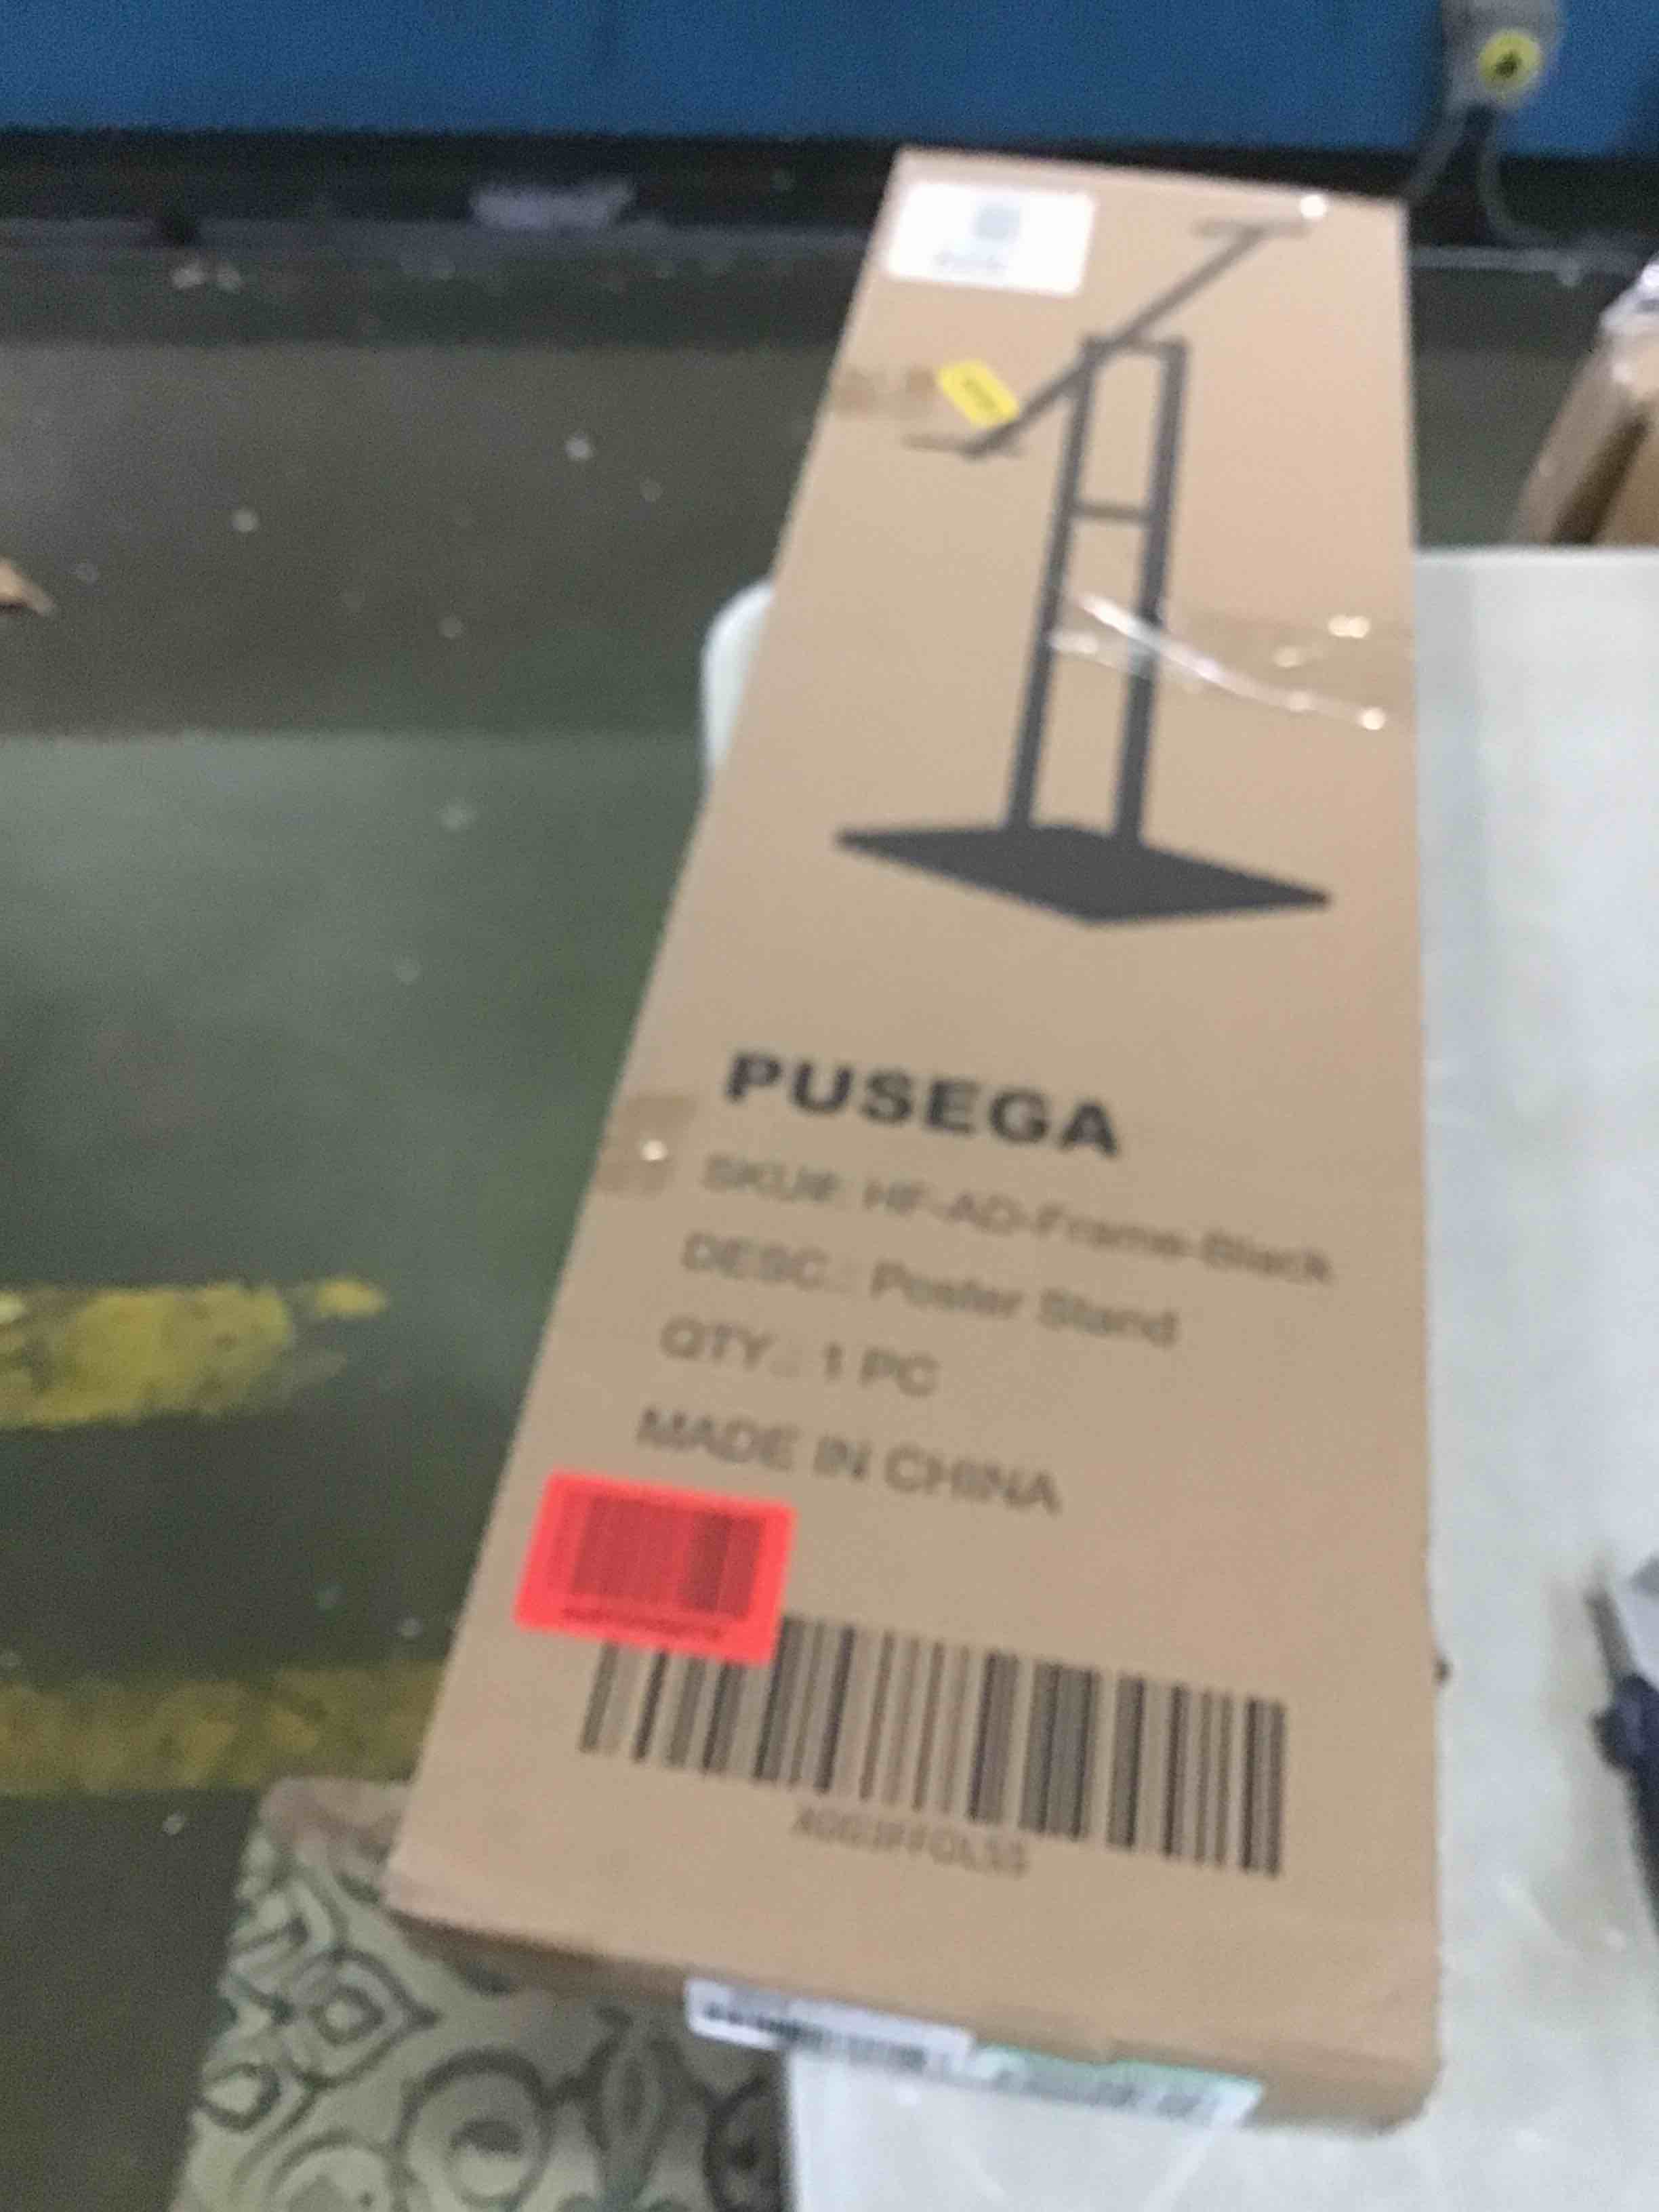 PUSEGA
SKU#: HF-AD-Frame-Black
DESC.: Poster Stand
QTY.: 1 PC
MADE IN CHINA